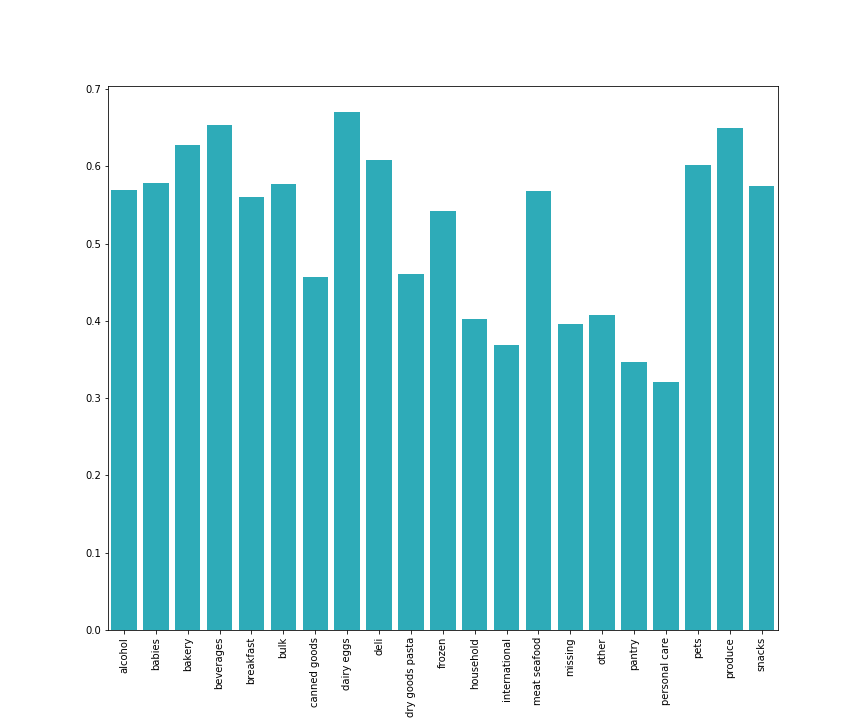 0.7
0.6
0.5
0.4
0.3
0.2
0.1
0.0
alcohol
babies
bakery
beverages
breakfast
bulk
canned goods
dairy eggs
deli
dry goods pasta
frozen
household
international
meat seafood
missing
other
pantry
personal care
pets
produce
snacks